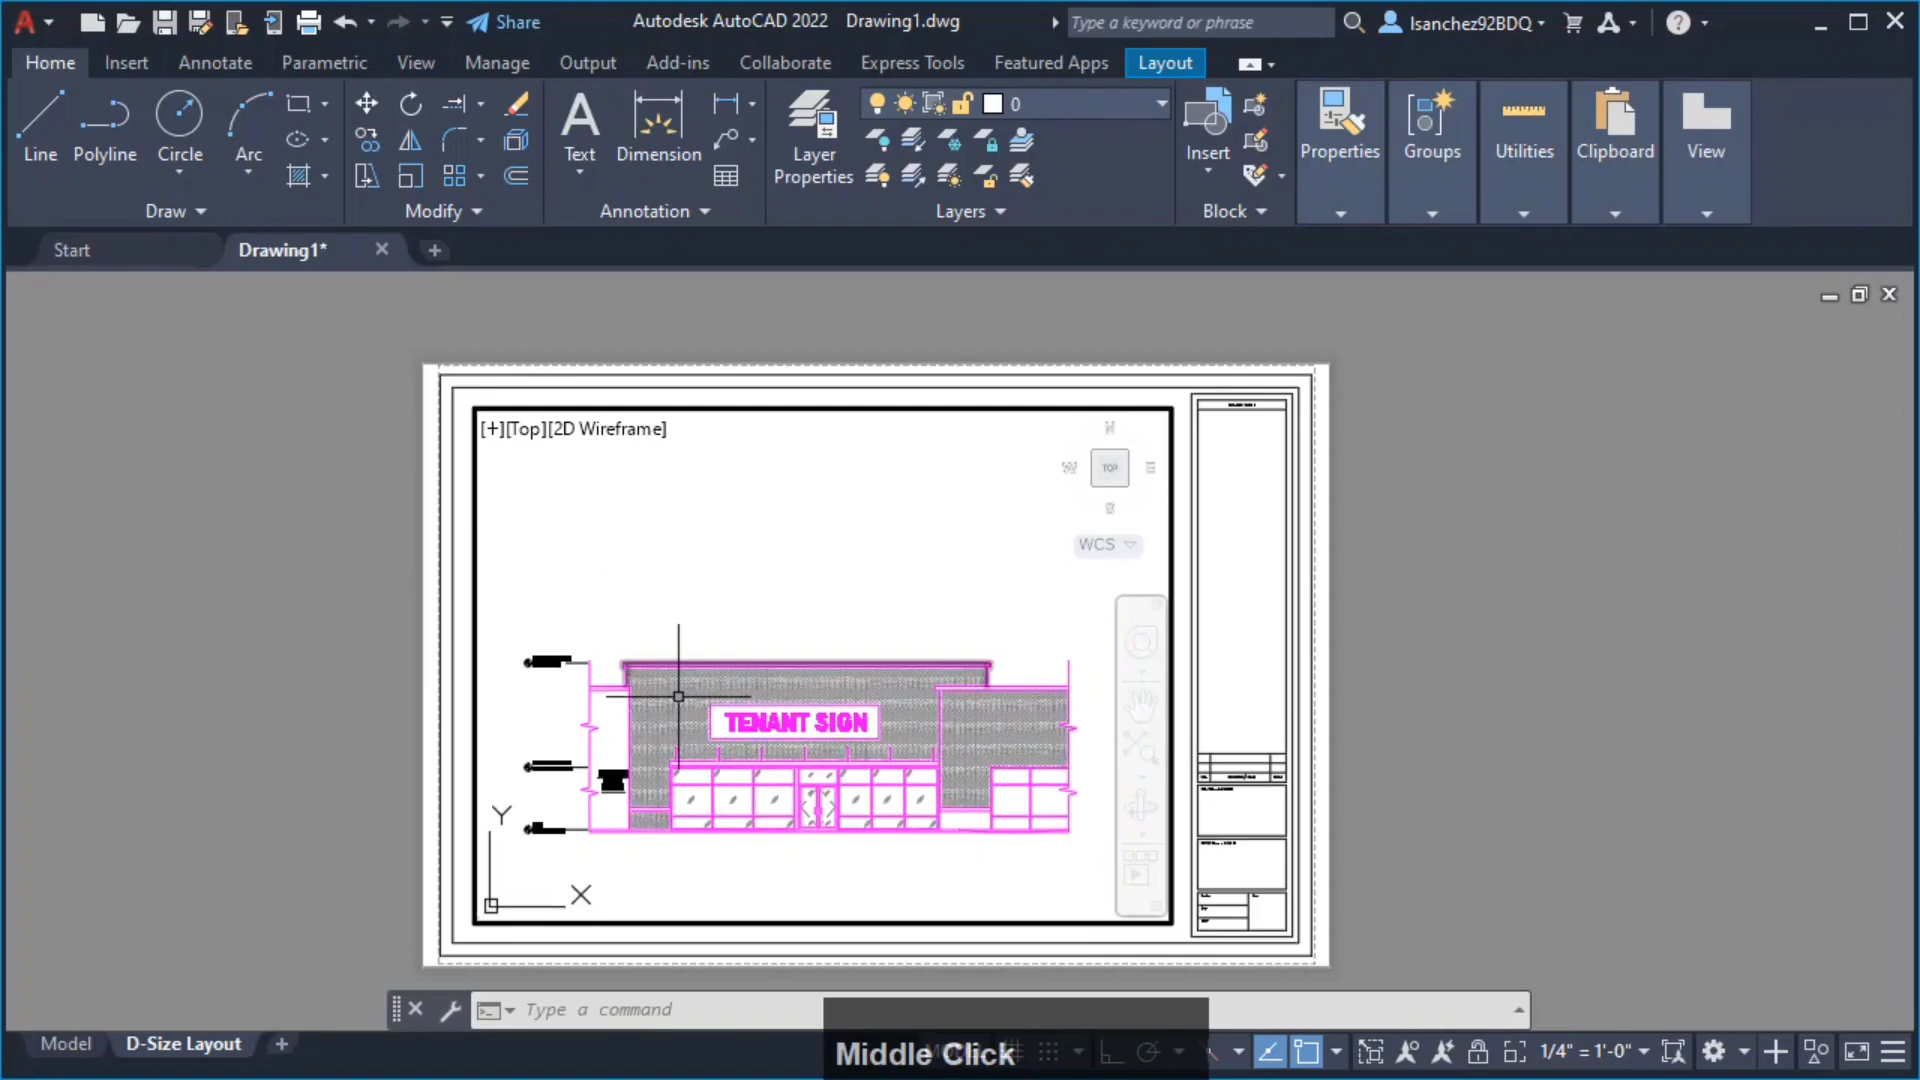 Share
Autodesk AutoCAD 2022 Drawing1.dwg
Type a keyword or phrase
lsanchez92BDQ
Home Insert Annotate Parametric View Manage Output Add-ins Collaborate Express Tools Featured Apps Layout
0
Line Polyline Circle Arc Text Dimension Layer Properties Insert Properties Groups Utilities Clipboard View
Draw Modify Annotation Layers Block
Start Drawing1*
[+][Top][2D Wireframe]
N
W TOP E
S
WCS
TENANT SIGN
Y
X
Type a command
Model D-Size Layout
Middle Click
1/4" = 1'-0"